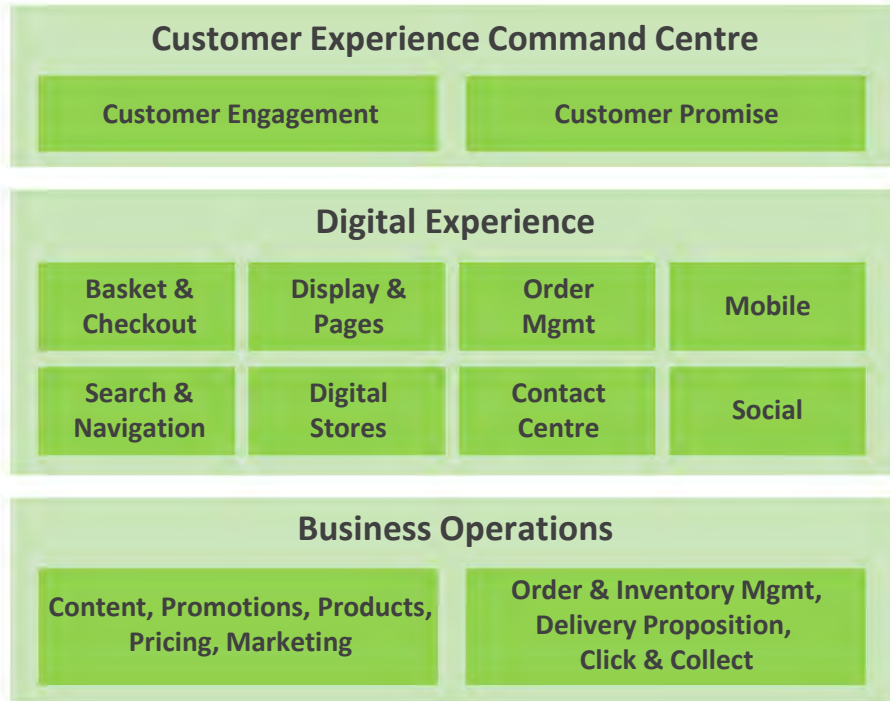 Customer Experience Command Centre
Customer Engagement
Customer Promise
Digital Experience
Basket &
Checkout
Display &
Pages
Order
Mgmt
Mobile
Search &
Navigation
Digital
Stores
Contact
Centre
Social
Business Operations
Content, Promotions, Products,
Pricing, Marketing
Order & Inventory Mgmt,
Delivery Proposition,
Click & Collect